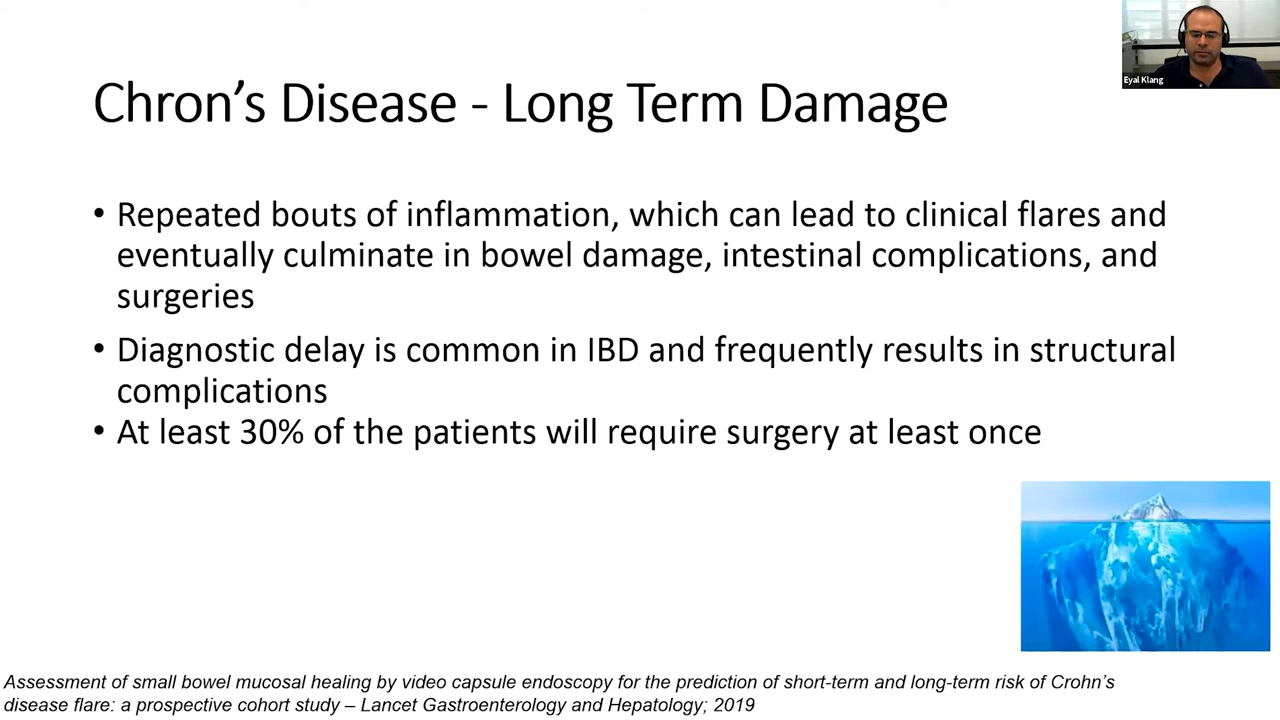 Eyal Klang
Chron's Disease - Long Term Damage
• Repeated bouts of inflammation, which can lead to clinical flares and
eventually culminate in bowel damage, intestinal complications, and
surgeries
• Diagnostic delay is common in IBD and frequently results in structural
complications
• At least 30% of the patients will require surgery at least once
Assessment of small bowel mucosal healing by video capsule endoscopy for the prediction of short-term and long-term risk of Crohn's
disease flare: a prospective cohort study – Lancet Gastroenterology and Hepatology; 2019